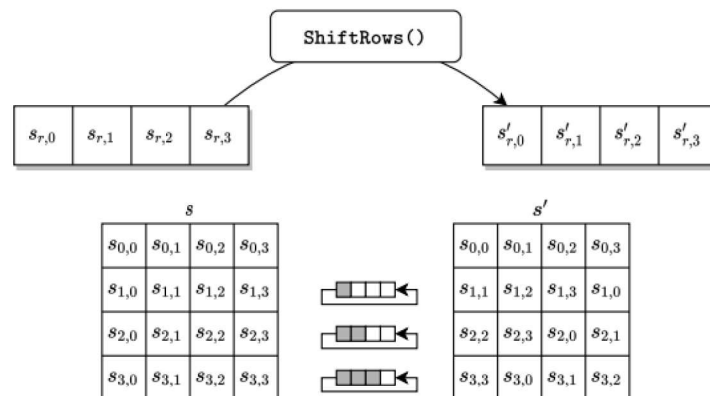 ShiftRows()
s_{r,0} s_{r,1} s_{r,2} s_{r,3} s'_{r,0} s'_{r,1} s'_{r,2} s'_{r,3}
s s'
s_{0,0} s_{0,1} s_{0,2} s_{0,3} s_{0,0} s_{0,1} s_{0,2} s_{0,3}
s_{1,0} s_{1,1} s_{1,2} s_{1,3} s_{1,1} s_{1,2} s_{1,3} s_{1,0}
s_{2,0} s_{2,1} s_{2,2} s_{2,3} s_{2,2} s_{2,3} s_{2,0} s_{2,1}
s_{3,0} s_{3,1} s_{3,2} s_{3,3} s_{3,3} s_{3,0} s_{3,1} s_{3,2}